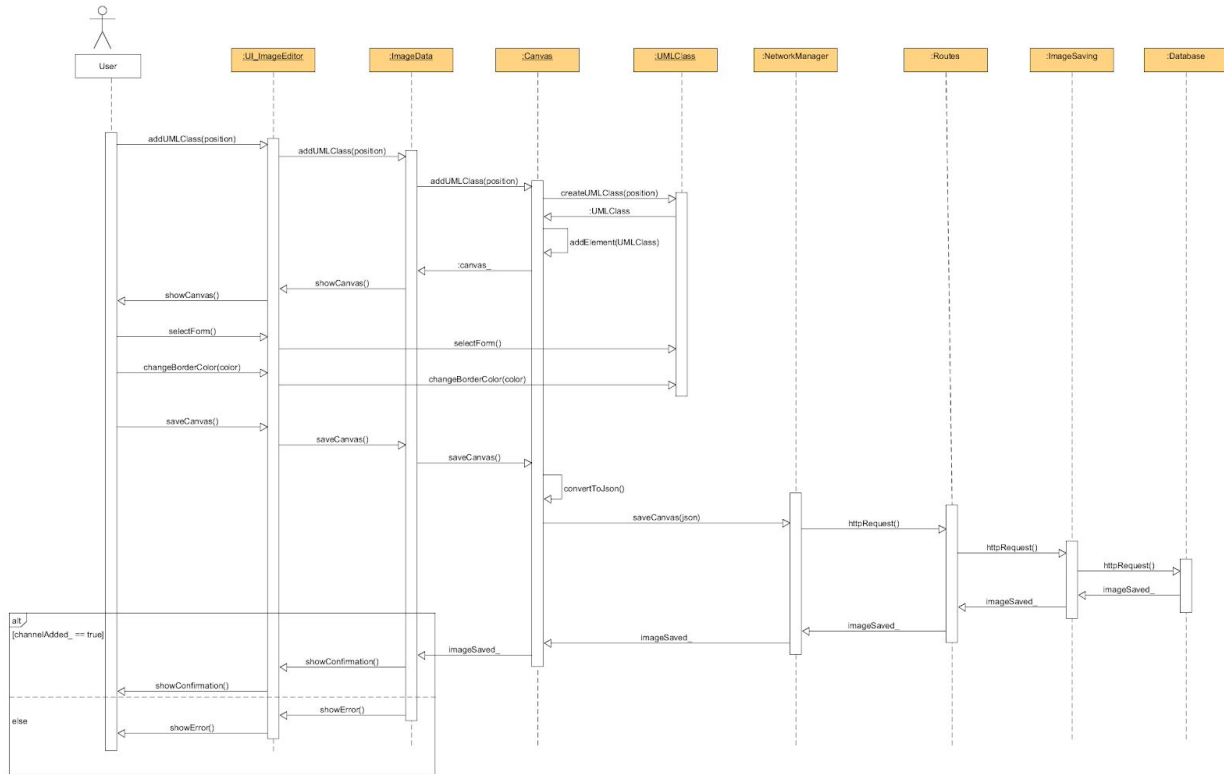 User
:UI_ImageEditor
:ImageData
:Canvas
:UMLClass
:NetworkManager
:Routes
:ImageSaving
:Database
addUMLClass(position)
addUMLClass(position)
addUMLClass(position)
createUMLClass(position)
:UMLClass
addElement(UMLClass)
:canvas_
showCanvas()
showCanvas()
selectForm()
selectForm()
changeBorderColor(color)
changeBorderColor(color)
saveCanvas()
saveCanvas()
saveCanvas()
convertToJson()
saveCanvas(json)
httpRequest()
httpRequest()
httpRequest()
imageSaved_
imageSaved_
imageSaved_
imageSaved_
imageSaved_
alt
[channelAdded_ == true]
showConfirmation()
showConfirmation()
else
showError()
showError()